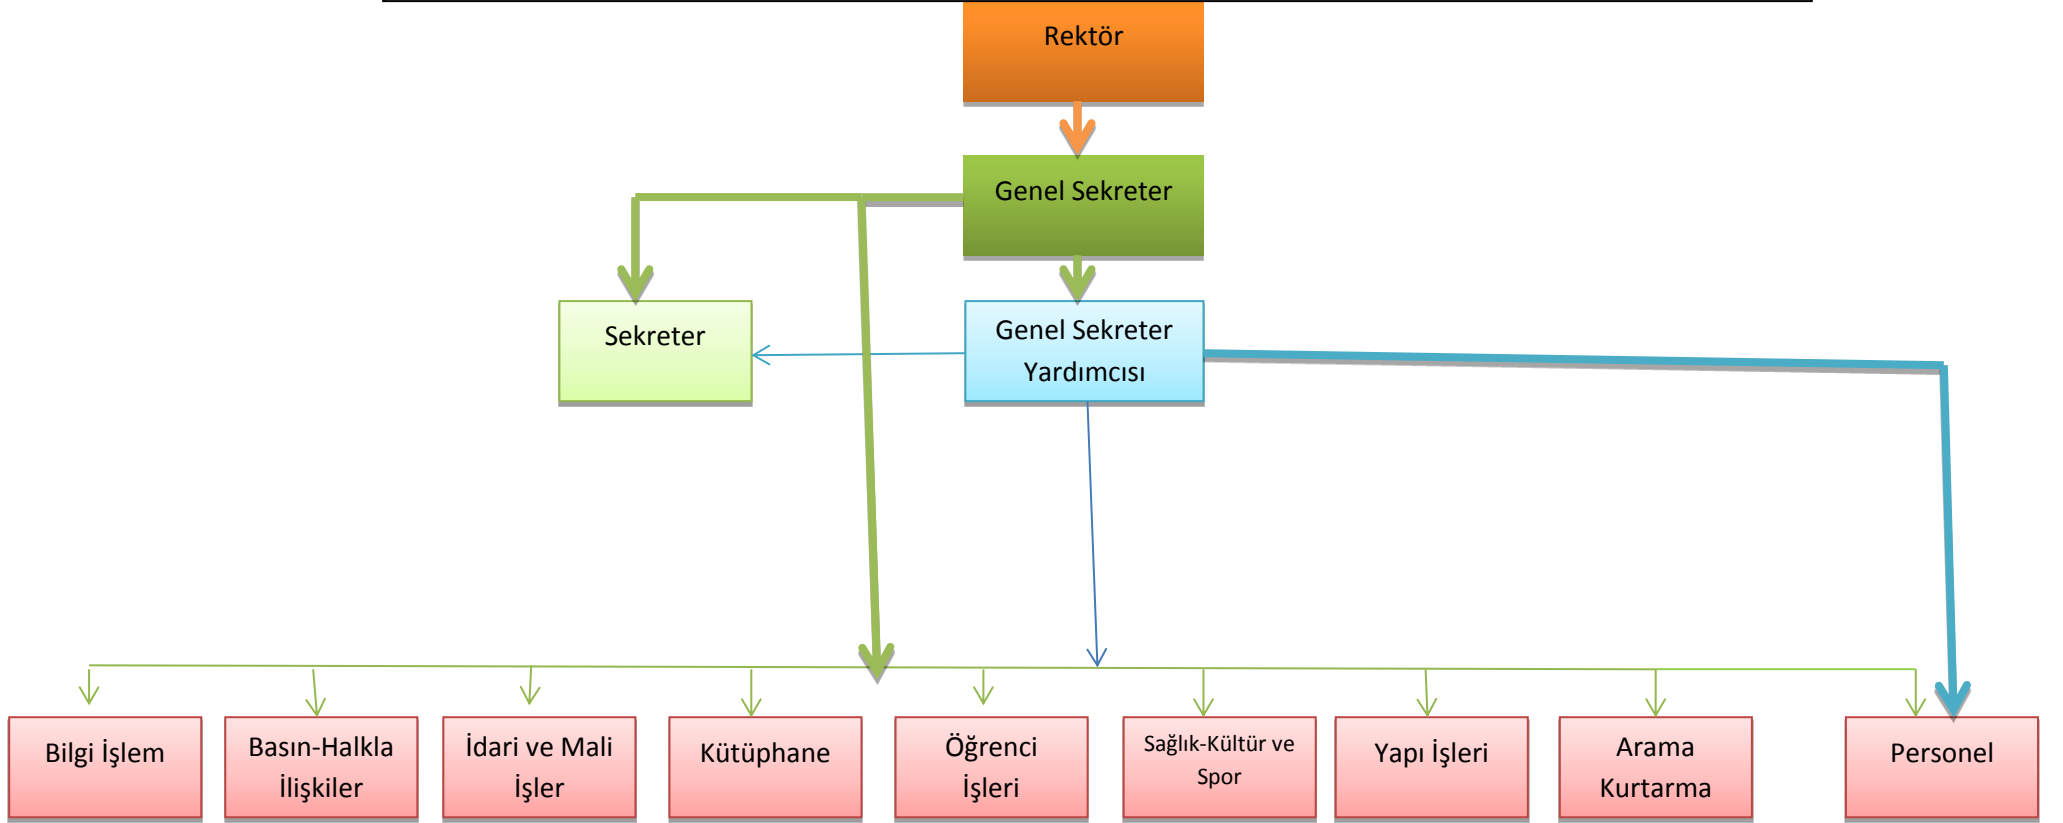 Rektör
Genel Sekreter
Sekreter
Genel Sekreter
Yardımcısı
Bilgi İşlem
Basın-Halkla
İlişkiler
İdari ve Mali
İşler
Kütüphane
Öğrenci
İşleri
Sağlık-Kültür ve
Spor
Yapı İşleri
Arama
Kurtarma
Personel